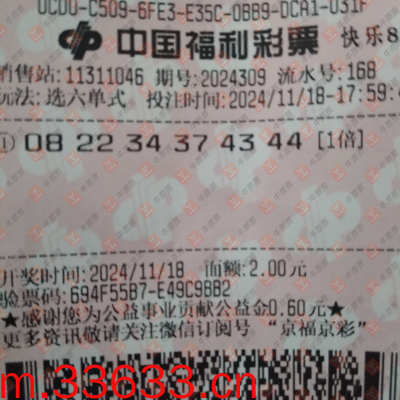 UC0U-C509-6FE3-E35C-0BB9-DCA1-031F
中国福利彩票 快乐8
销售站:11311046 期号:2024309 流水号:168
玩法:选六单式 投注时间:2024/11/18-17:59:4
① 08 22 34 37 43 44 [1倍]
开奖时间:2024/11/18 面额:2.00元
验票码:694F55B7-E49C9BB2
★感谢您为公益事业贡献公益金0.60元★
更多资讯敬请关注微信订阅号 “京福京彩”
m.33633.cn